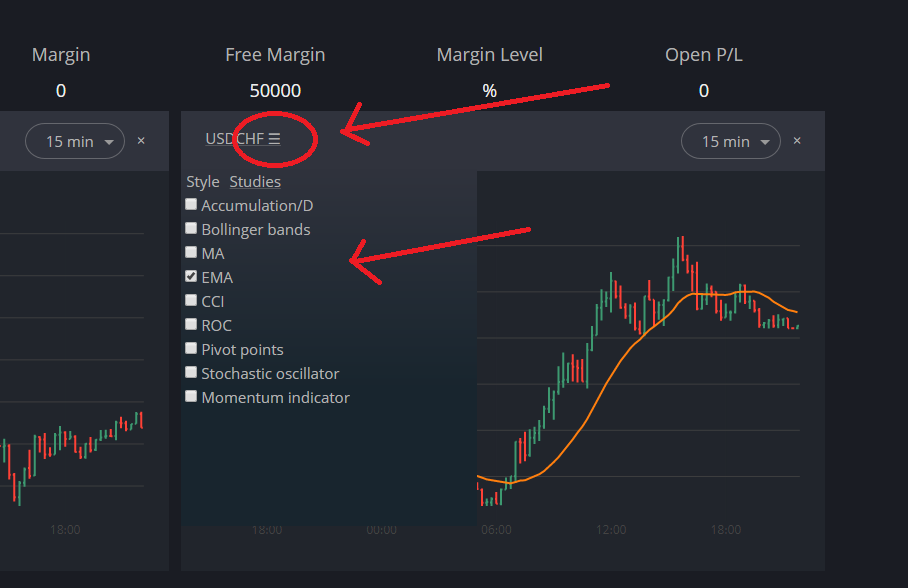 Margin Free Margin Margin Level Open P/L
0 50000 % 0
15 min × USDCHF ☰ 15 min ×
Style Studies
Accumulation/D
Bollinger bands
MA
EMA
CCI
ROC
Pivot points
Stochastic oscillator
Momentum indicator
18:00 18:00 00:00 06:00 12:00 18:00